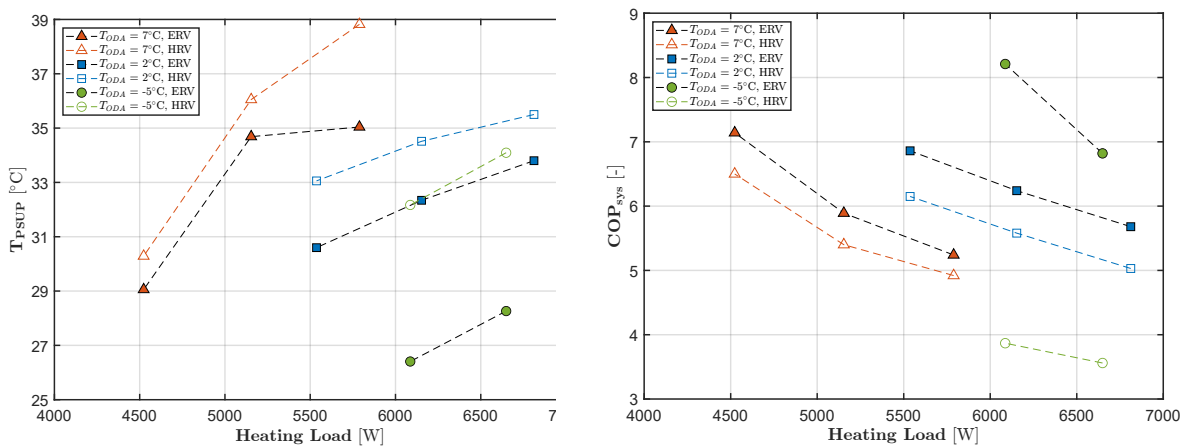 39
37
35
33
31
29
27
25
T_PSUP [°C]
T_ODA = 7°C, ERV
T_ODA = 7°C, HRV
T_ODA = 2°C, ERV
T_ODA = 2°C, HRV
T_ODA = -5°C, ERV
T_ODA = -5°C, HRV
4000 4500 5000 5500 6000 6500 7
Heating Load [W]
9
8
7
6
5
4
3
COP_sys [-]
T_ODA = 7°C, ERV
T_ODA = 7°C, HRV
T_ODA = 2°C, ERV
T_ODA = 2°C, HRV
T_ODA = -5°C, ERV
T_ODA = -5°C, HRV
4000 4500 5000 5500 6000 6500 7000
Heating Load [W]